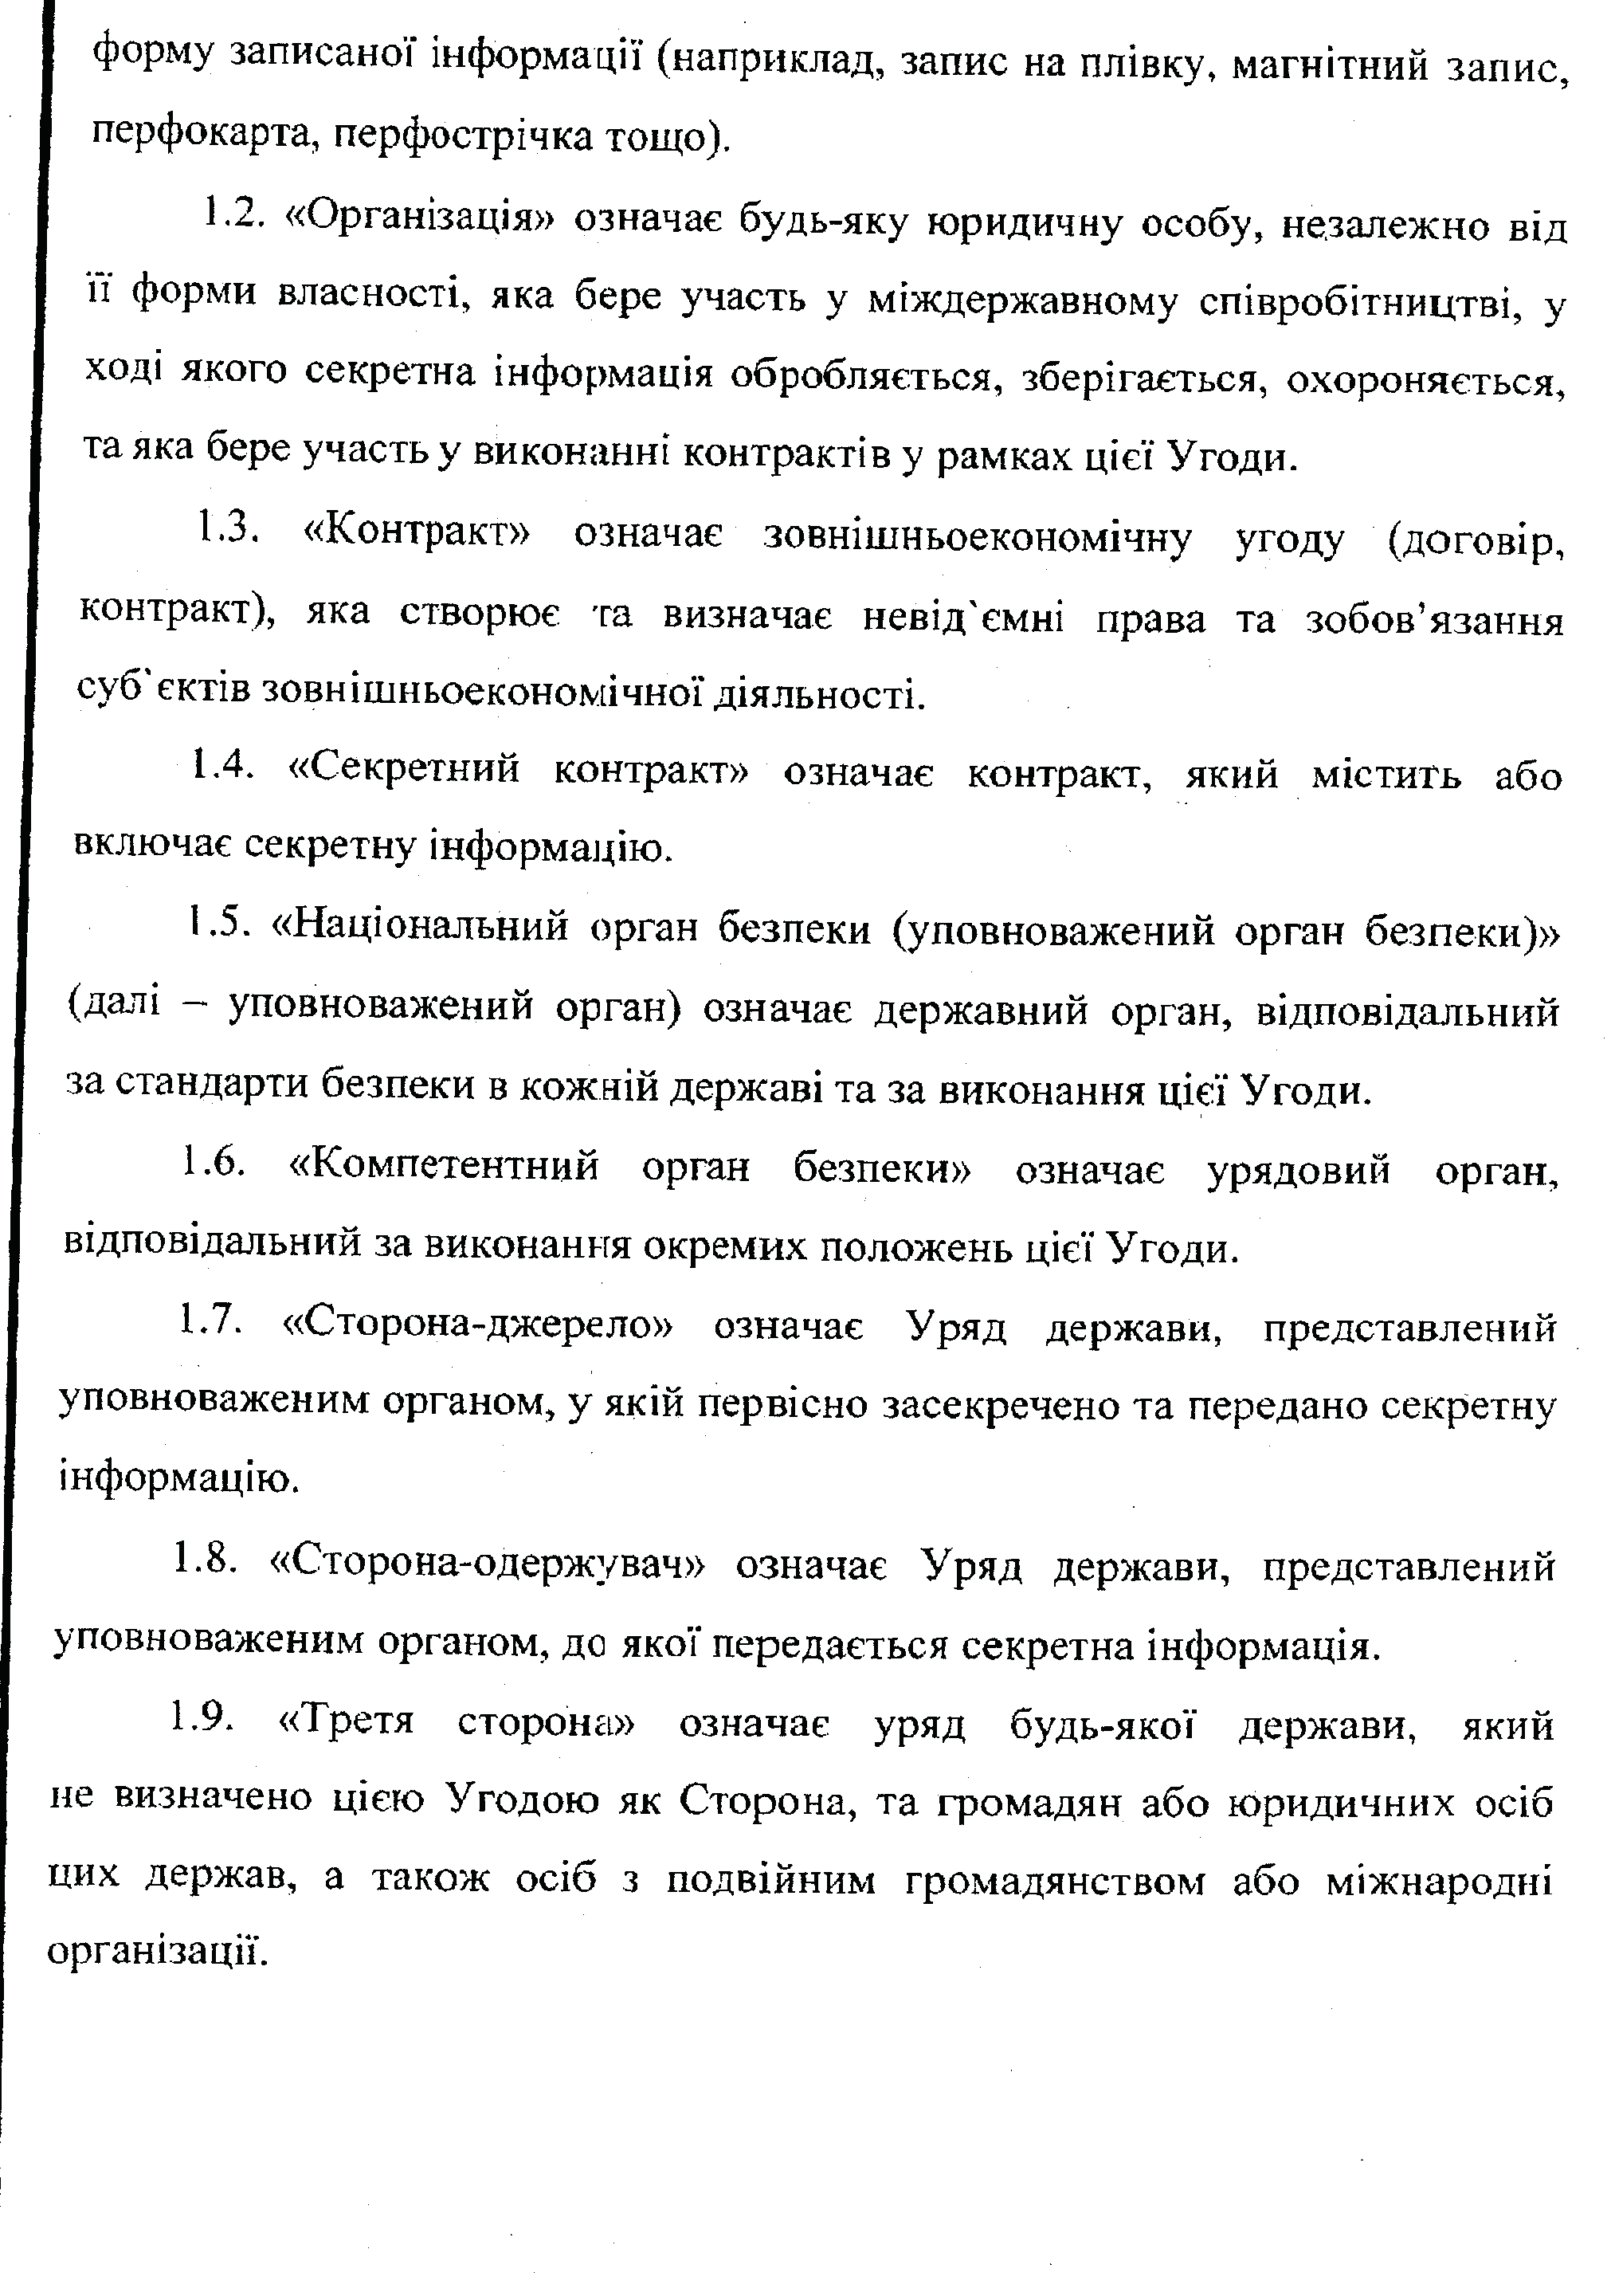 форму записаної інформації (наприклад, запис на плівку, магнітний запис,
перфокарта, перфострічка тощо).
1.2. «Організація» означає будь-яку юридичну особу, незалежно від
її форми власності, яка бере участь у міждержавному співробітництві, у
ході якого секретна інформація обробляється, зберігається, охороняється,
та яка бере участь у виконанні контрактів у рамках цієї Угоди.
1.3. «Контракт» означає зовнішньоекономічну угоду (договір,
контракт), яка створює та визначає невід`ємні права та зобов’язання
суб`єктів зовнішньоекономічної діяльності.
1.4. «Секретний контракт» означає контракт, який містить або
включає секретну інформацію.
1.5. «Національний орган безпеки (уповноважений орган безпеки)»
(далі – уповноважений орган) означає державний орган, відповідальний
за стандарти безпеки в кожній державі та за виконання цієї Угоди.
1.6. «Компетентний орган безпеки» означає урядовий орган,
відповідальний за виконання окремих положень цієї Угоди.
1.7. «Сторона-джерело» означає Уряд держави, представлений
уповноваженим органом, у якій первісно засекречено та передано секретну
інформацію.
1.8. «Сторона-одержувач» означає Уряд держави, представлений
уповноваженим органом, до якої передається секретна інформація.
1.9. «Третя сторона» означає уряд будь-якої держави, який
не визначено цією Угодою як Сторона, та громадян або юридичних осіб
цих держав, а також осіб з подвійним громадянством або міжнародні
організації.